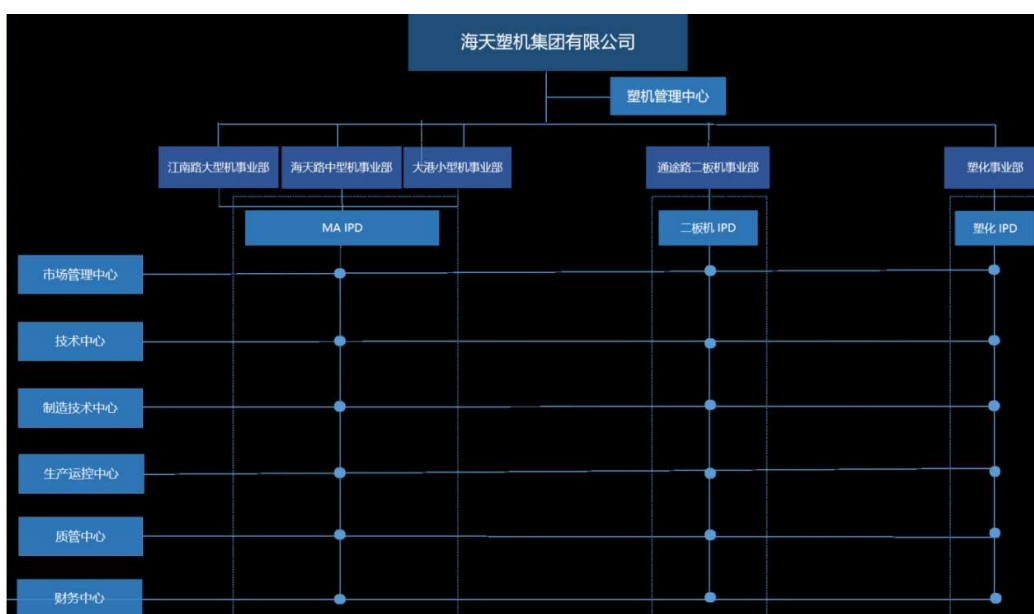 海天塑机集团有限公司
塑机管理中心
江南路大型机事业部
海天路中型机事业部
大港小型机事业部
通途路二板机事业部
塑化事业部
MA IPD
二板机 IPD
塑化 IPD
市场管理中心
技术中心
制造技术中心
生产运控中心
质管中心
财务中心